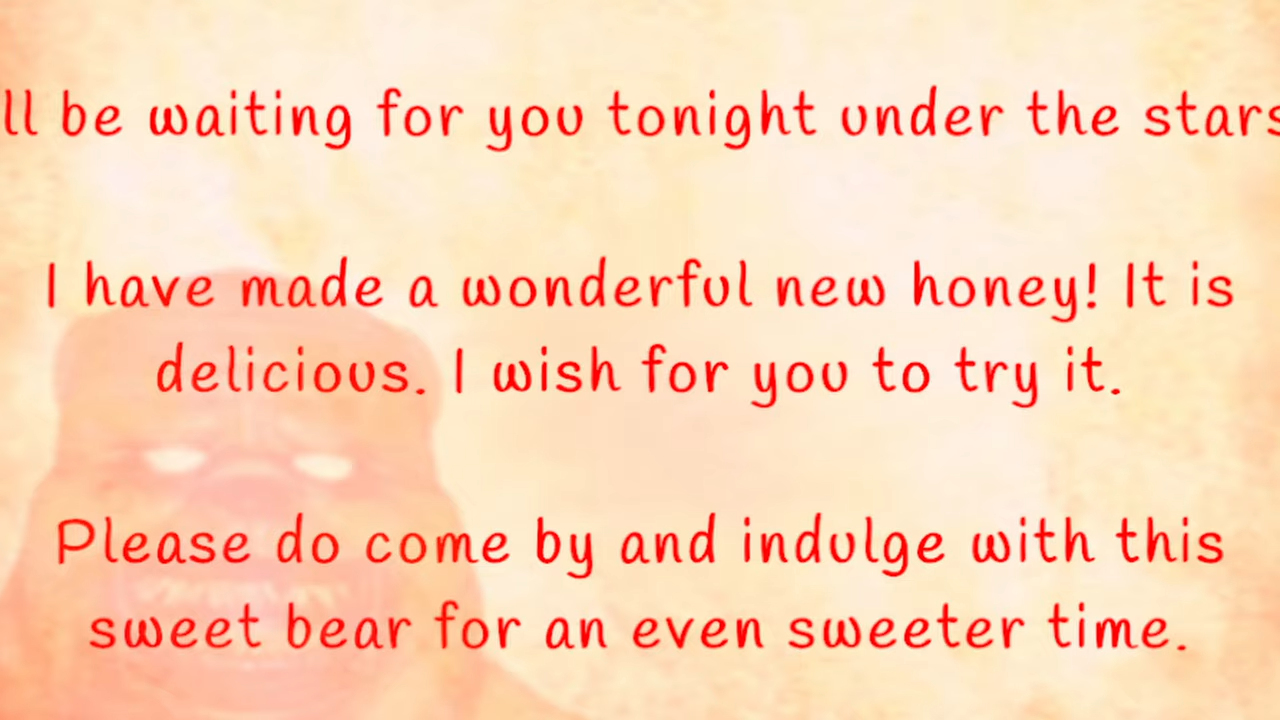 ll be waiting for you tonight under the stars
I have made a wonderful new honey! It is
delicious. I wish for you to try it.
Please do come by and indulge with this
sweet bear for an even sweeter time.